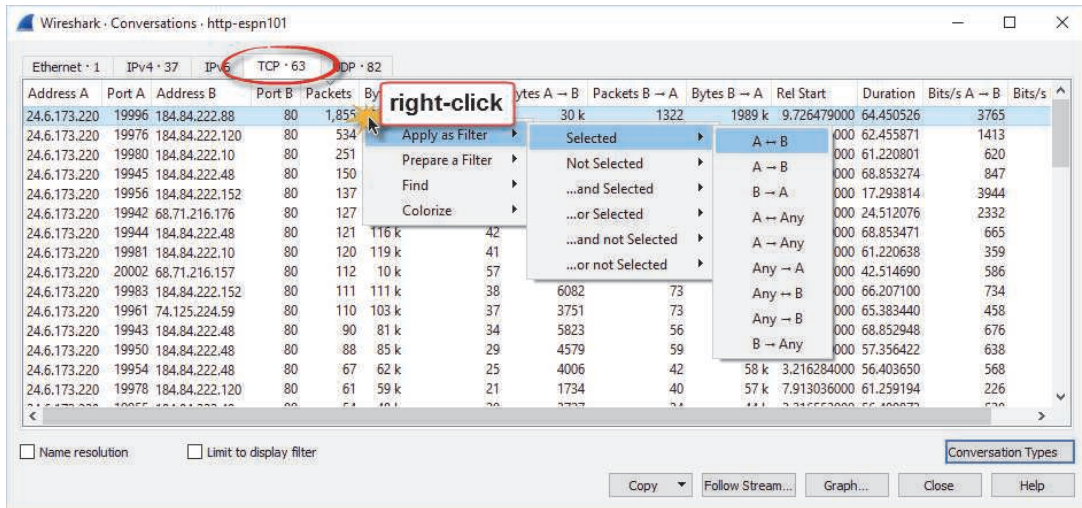 Wireshark · Conversations · http-espn101
Ethernet · 1 IPv4 · 37 IPv6 TCP · 63 UDP · 82
Address A Port A Address B Port B Packets By right-click ytes A → B Packets B → A Bytes B → A Rel Start Duration Bits/s A → B Bits/s
24.6.173.220 19996 184.84.222.88 80 1,855 30 k 1322 1989 k 9.726479000 64.450526 3765
24.6.173.220 19976 184.84.222.120 80 534 Apply as Filter Selected A ↔ B 000 62.455871 1413
24.6.173.220 19980 184.84.222.10 80 251 Prepare a Filter Not Selected A → B 000 61.220801 620
24.6.173.220 19945 184.84.222.48 80 150 Find ...and Selected B → A 000 68.853274 847
24.6.173.220 19956 184.84.222.152 80 137 Colorize ...or Selected A ↔ Any 000 17.293814 3944
24.6.173.220 19942 68.71.216.176 80 127 ...and not Selected A → Any 000 24.512076 2332
24.6.173.220 19944 184.84.222.48 80 121 116 k 42 ...or not Selected Any → A 000 68.853471 665
24.6.173.220 19981 184.84.222.10 80 120 119 k 41 Any ↔ B 000 61.220638 359
24.6.173.220 20002 68.71.216.157 80 112 10 k 57 Any → B 000 42.514690 586
24.6.173.220 19983 184.84.222.152 80 111 111 k 38 6082 73 B → Any 000 66.207100 734
24.6.173.220 19961 74.125.224.59 80 110 103 k 37 3751 73 000 65.383440 458
24.6.173.220 19943 184.84.222.48 80 90 81 k 34 5823 56 000 68.852948 676
24.6.173.220 19950 184.84.222.48 80 88 85 k 29 4579 59 000 57.356422 638
24.6.173.220 19954 184.84.222.48 80 67 62 k 25 4006 42 58 k 3.216284000 56.403650 568
24.6.173.220 19978 184.84.222.120 80 61 59 k 21 1734 40 57 k 7.913036000 61.259194 226
Name resolution Limit to display filter Conversation Types
Copy Follow Stream... Graph... Close Help